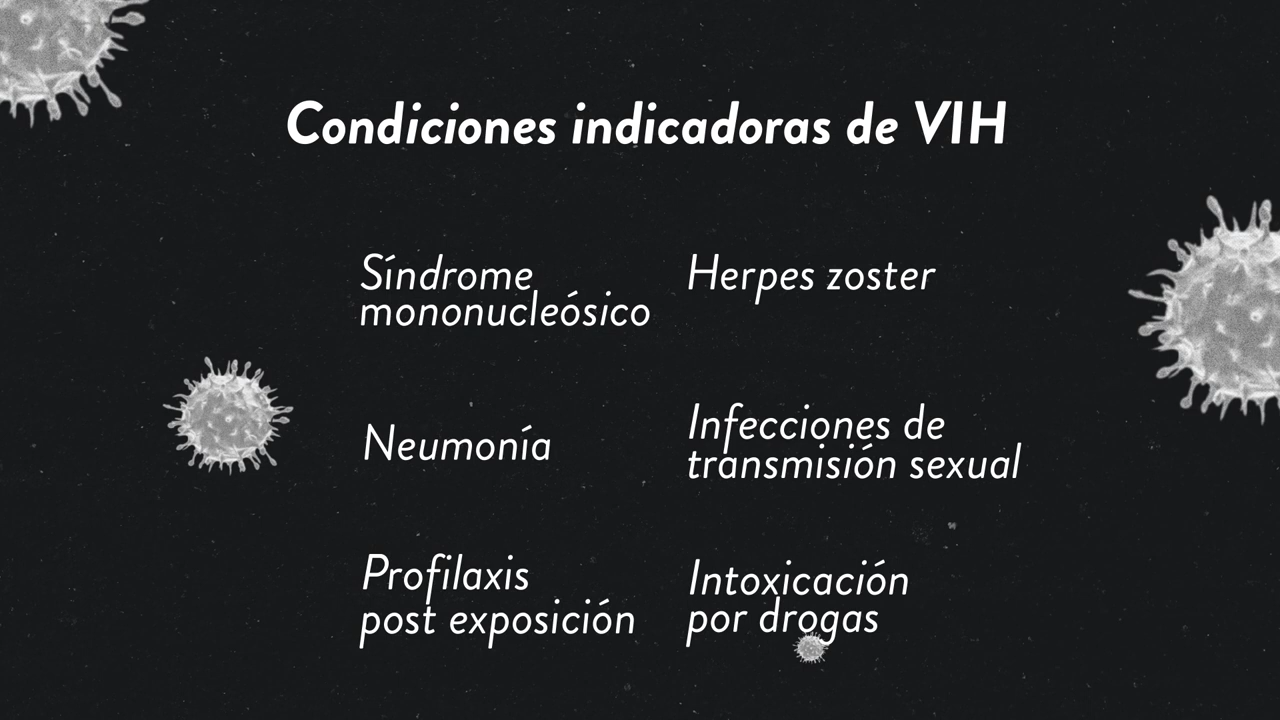 Condiciones indicadoras de VIH
Síndrome
mononucleósico
Herpes zoster
Neumonía
Infecciones de
transmisión sexual
Profilaxis
post exposición
Intoxicación
por drogas